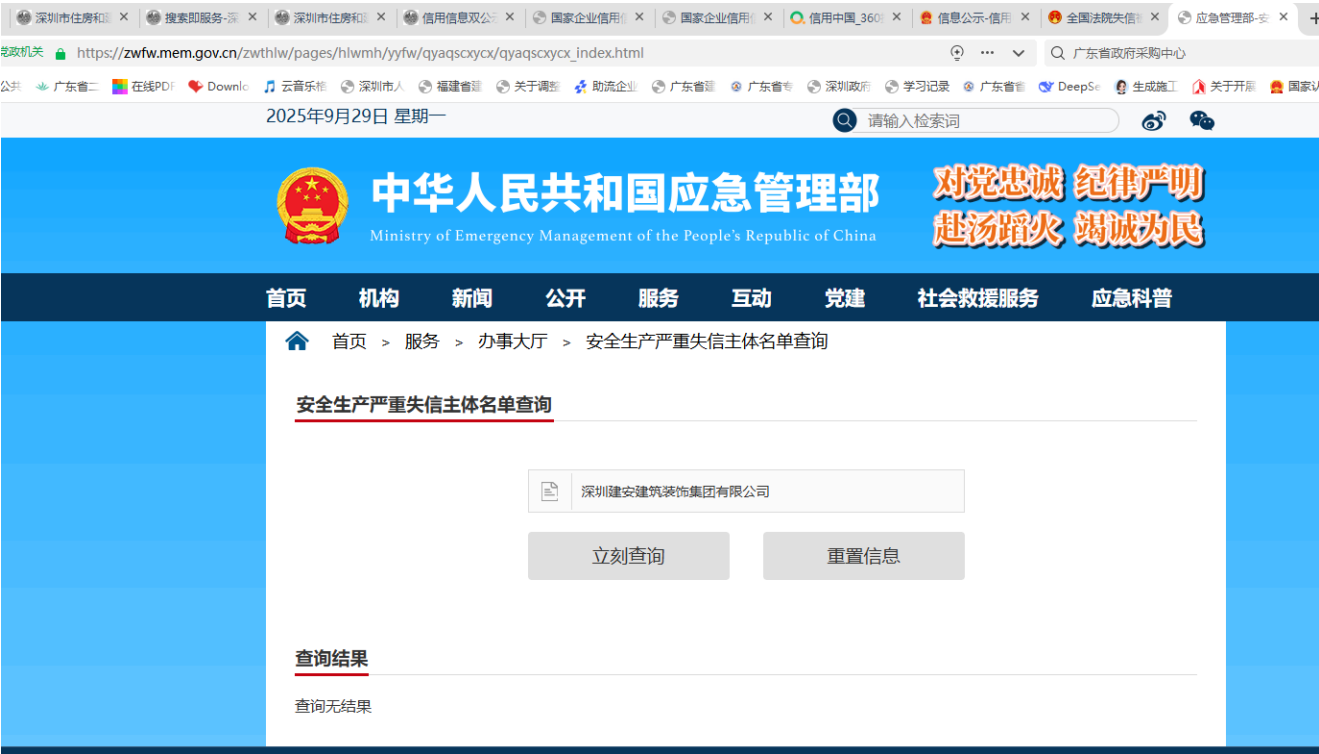 深圳市住房和 搜索即服务-深 深圳市住房和 信用信息双公 国家企业信用 国家企业信用 信用中国_360 信息公示-信用 全国法院失信 应急管理部-安
党政机关 https://zwfw.mem.gov.cn/zwthlw/pages/hlwmh/yyfw/qyaqscxycx/qyaqscxycx_index.html 广东省政府采购中心
公共 广东省二 在线PDF Downlo 云音乐格 深圳市人 福建省建 关于调整 助流企业 广东省建 广东省专 深圳政府 学习记录 广东省省 DeepSe 生成施工 关于开展 国家认
2025年9月29日 星期一 请输入检索词
中华人民共和国应急管理部
Ministry of Emergency Management of the People's Republic of China
对党忠诚 纪律严明
赴汤蹈火 竭诚为民
首页 机构 新闻 公开 服务 互动 党建 社会救援服务 应急科普
首页 > 服务 > 办事大厅 > 安全生产严重失信主体名单查询
安全生产严重失信主体名单查询
深圳建安建筑装饰集团有限公司
立刻查询 重置信息
查询结果
查询无结果